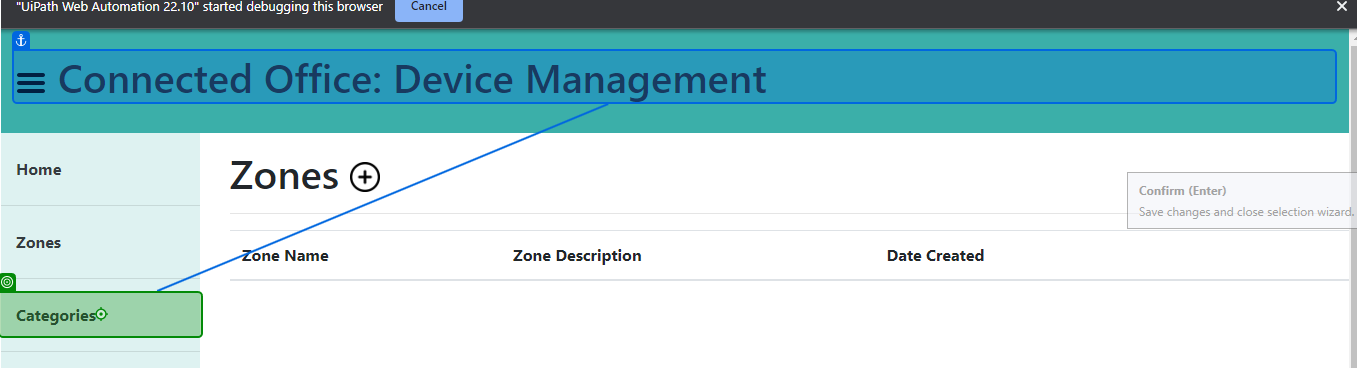 "UiPath Web Automation 22.10" started debugging this browser
Cancel
Connected Office: Device Management
Home
Zones
Categories
Zones
Confirm (Enter)
Save changes and close selection wizard.
Zone Name Zone Description Date Created